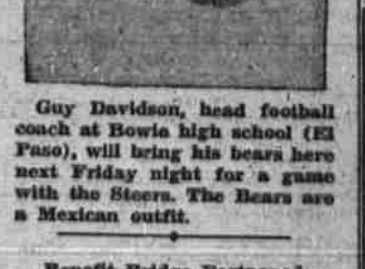 Guy Davidson, head football
coach at Bowie high school (El
Paso), will bring his bears here
next Friday night for a game
with the Steers. The Bears are
a Mexican outfit.